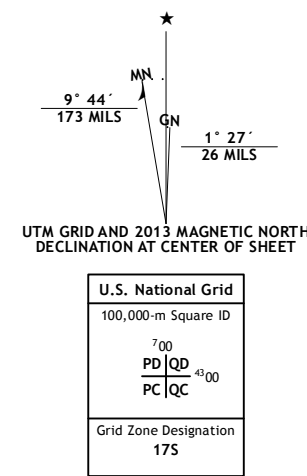 ★
MN
GN
9° 44´
173 MILS
1° 27´
26 MILS
UTM GRID AND 2013 MAGNETIC NORTH
DECLINATION AT CENTER OF SHEET
U.S. National Grid
100,000-m Square ID
⁷00
PD QD
⁴³00
PC QC
Grid Zone Designation
17S